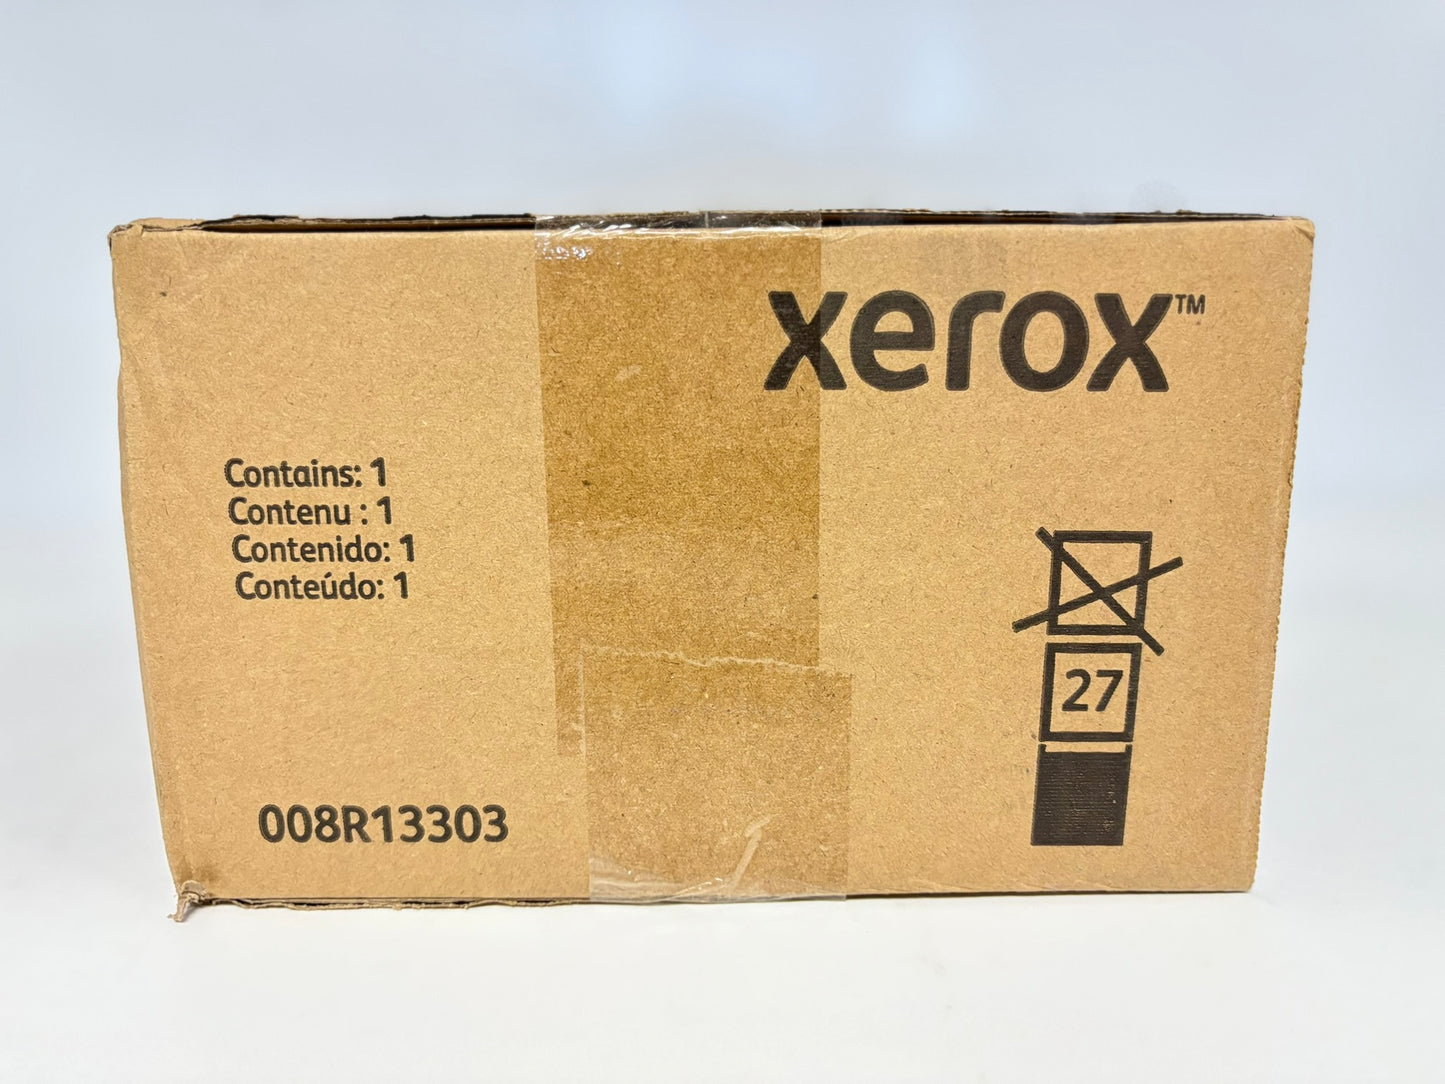 xerox™
Contains: 1
Contenu : 1
Contenido: 1
Conteúdo: 1
27
008R13303